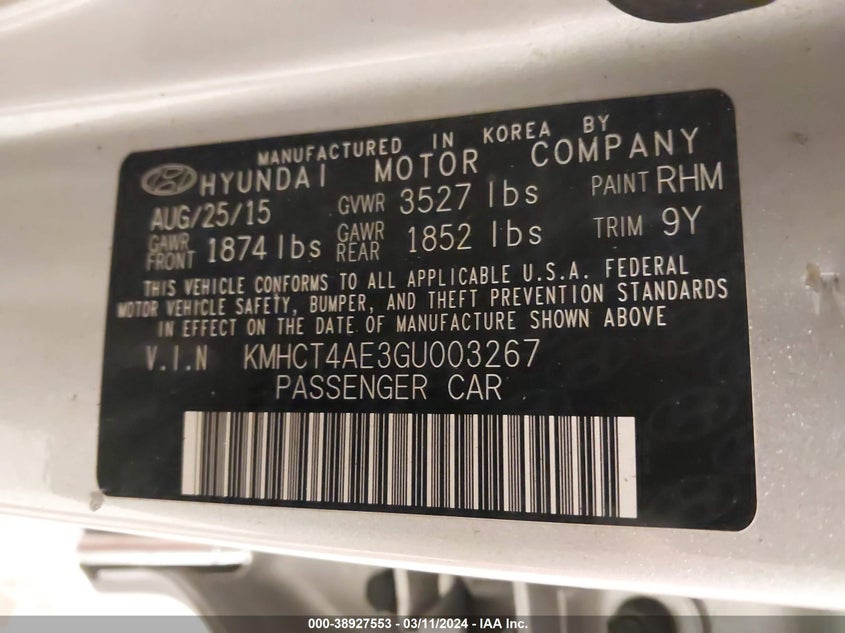 MANUFACTURED IN KOREA BY
HYUNDAI MOTOR COMPANY
AUG/25/15 GVWR 3527 lbs PAINT RHM
GAWR FRONT 1874 lbs GAWR REAR 1852 lbs TRIM 9Y
THIS VEHICLE CONFORMS TO ALL APPLICABLE U.S.A. FEDERAL
MOTOR VEHICLE SAFETY, BUMPER, AND THEFT PREVENTION STANDARDS
IN EFFECT ON THE DATE OF MANUFACTURE SHOWN ABOVE
V.I.N KMHCT4AE3GU003267
PASSENGER CAR
000-38927553 - 03/11/2024 - IAA Inc.